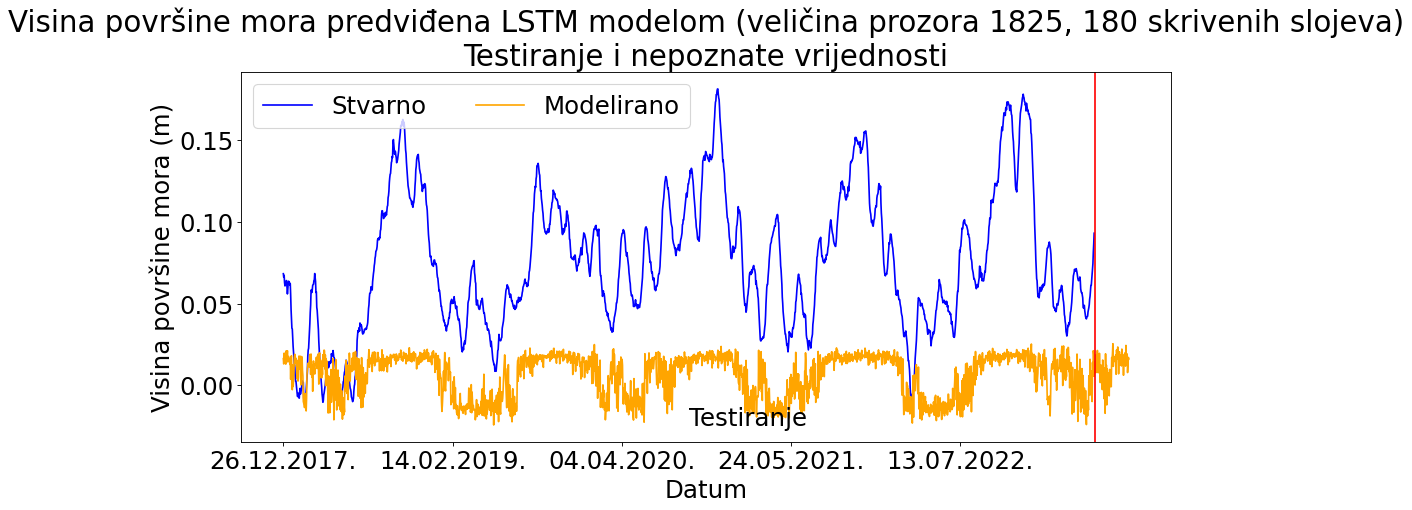 Visina površine mora predviđena LSTM modelom (veličina prozora 1825, 180 skrivenih slojeva)
Testiranje i nepoznate vrijednosti
Stvarno Modelirano
Visina površine mora (m)
0.15
0.10
0.05
0.00
Testiranje
26.12.2017. 14.02.2019. 04.04.2020. 24.05.2021. 13.07.2022.
Datum